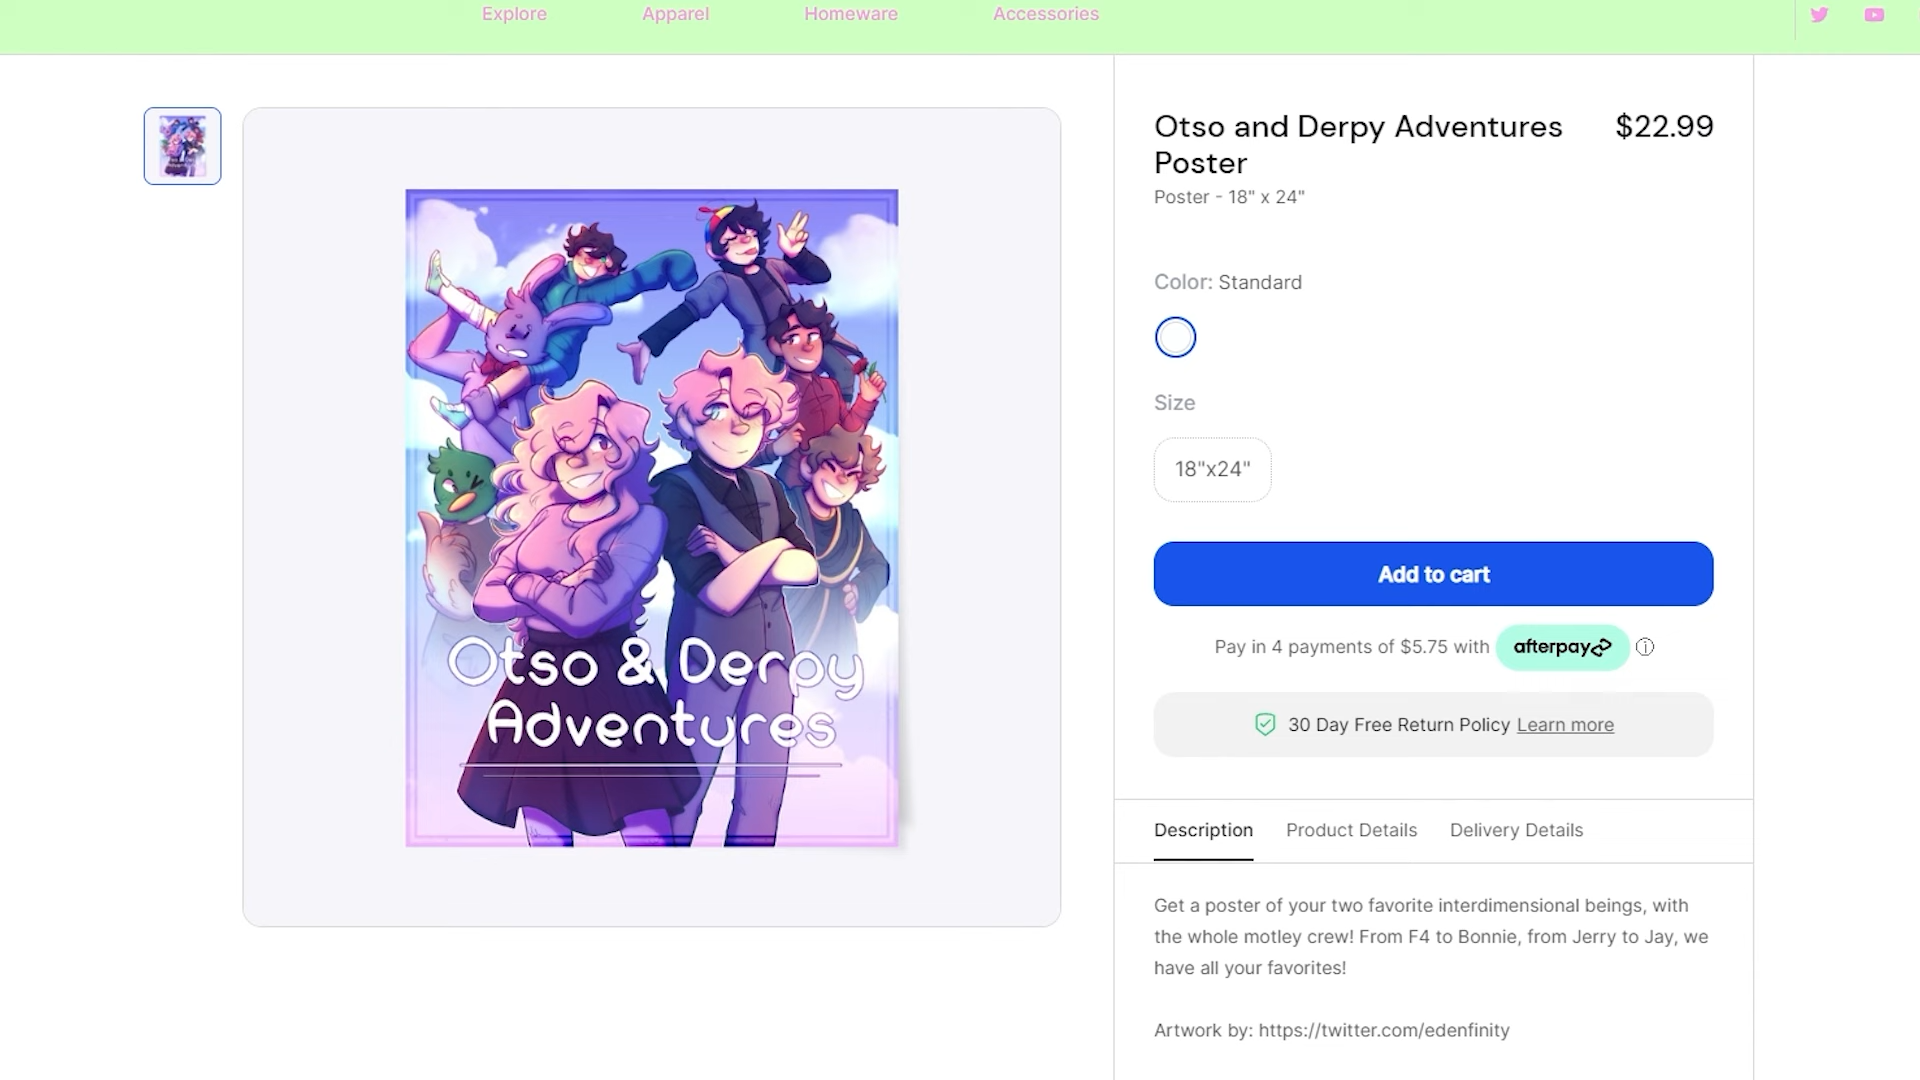 Explore Apparel Homeware Accessories
Otso and Derpy Adventures $22.99
Poster
Poster - 18" x 24"
Color: Standard
Size
18"x24"
Add to cart
Pay in 4 payments of $5.75 with afterpay
30 Day Free Return Policy Learn more
Description Product Details Delivery Details
Get a poster of your two favorite interdimensional beings, with
the whole motley crew! From F4 to Bonnie, from Jerry to Jay, we
have all your favorites!
Artwork by: https://twitter.com/edenfinity
Otso & Derpy
Adventures